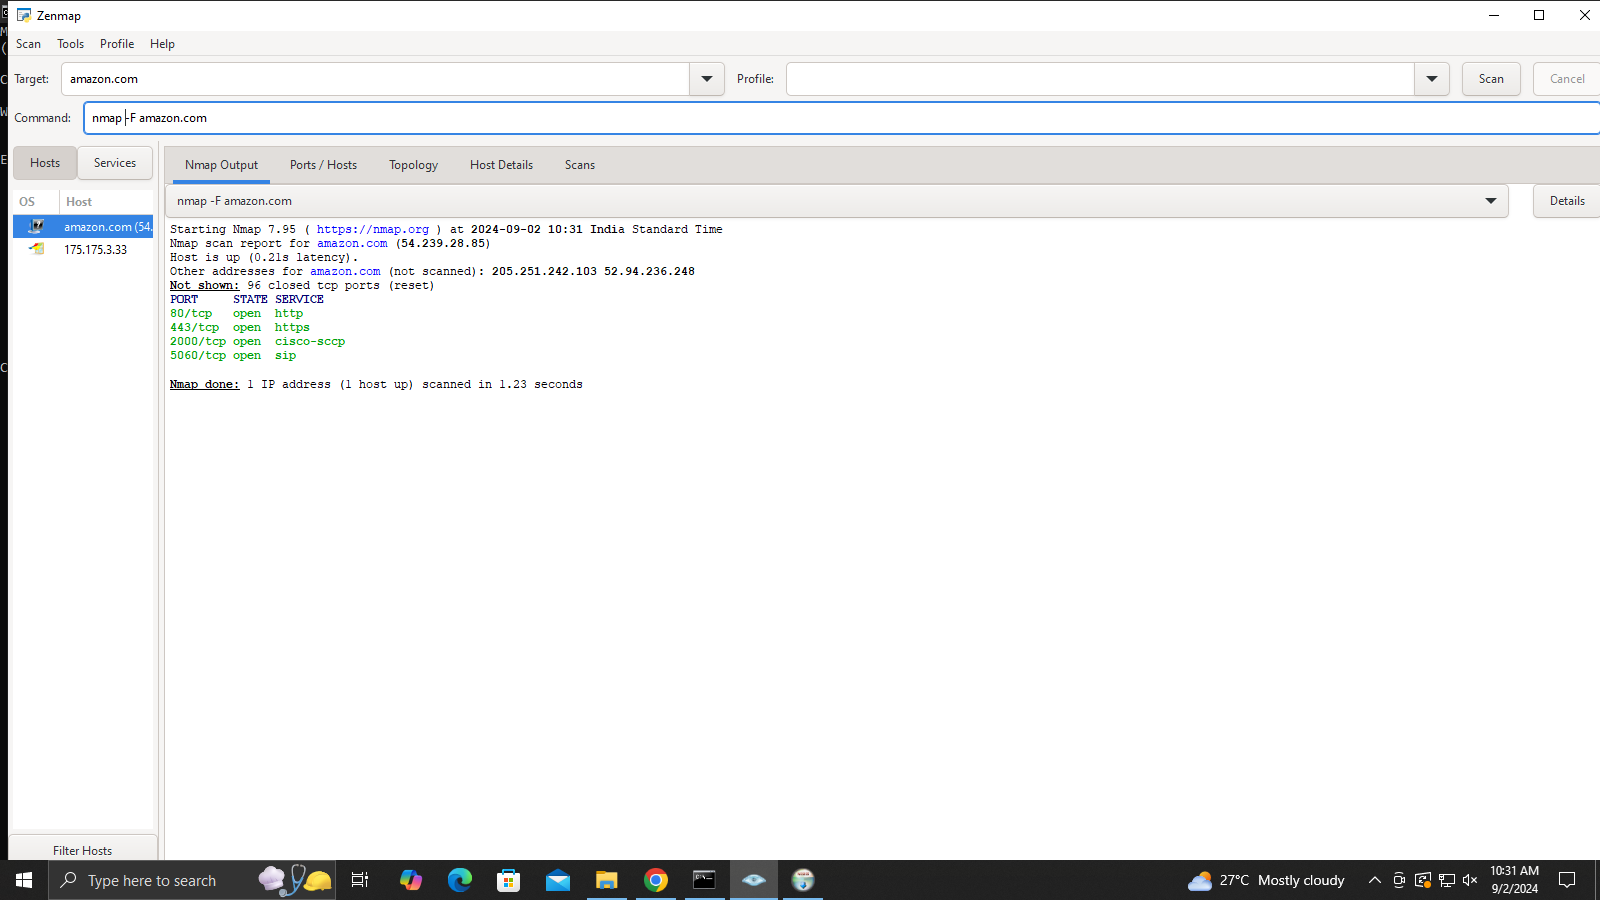 Zenmap
Scan Tools Profile Help
Target: amazon.com Profile: Scan Cancel
Command: nmap -F amazon.com
Hosts Services
OS Host
amazon.com (54.
175.175.3.33
Filter Hosts
Nmap Output Ports / Hosts Topology Host Details Scans
nmap -F amazon.com Details
Starting Nmap 7.95 ( https://nmap.org ) at 2024-09-02 10:31 India Standard Time
Nmap scan report for amazon.com (54.239.28.85)
Host is up (0.21s latency).
Other addresses for amazon.com (not scanned): 205.251.242.103 52.94.236.248
Not shown: 96 closed tcp ports (reset)
PORT STATE SERVICE
80/tcp open http
443/tcp open https
2000/tcp open cisco-sccp
5060/tcp open sip
Nmap done: 1 IP address (1 host up) scanned in 1.23 seconds
Type here to search
27°C Mostly cloudy
10:31 AM
9/2/2024